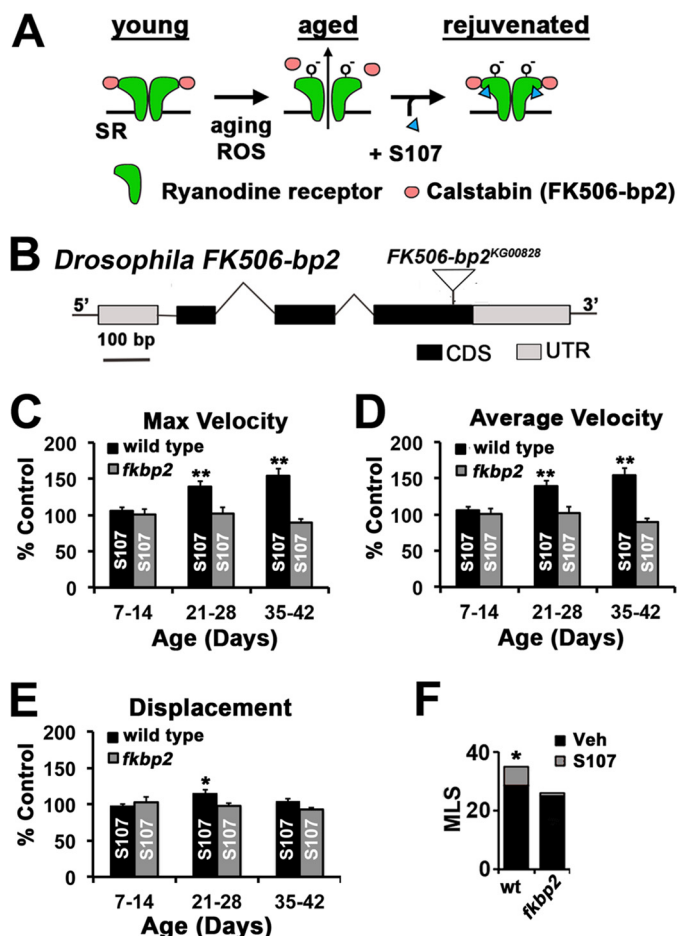 A
young aged rejuvenated
O- O- O- O-
SR
aging
ROS
+ S107
Ryanodine receptor Calstabin (FK506-bp2)
B
Drosophila FK506-bp2 FK506-bp2KG00828
5’ 3’
100 bp
CDS UTR
C
Max Velocity
200
150
100
50
0
% Control
wild type
fkbp2
S107 S107 S107 S107 S107 S107
** **
7-14 21-28 35-42
Age (Days)
D
Average Velocity
200
150
100
50
0
% Control
wild type
fkbp2
S107 S107 S107 S107 S107 S107
** **
7-14 21-28 35-42
Age (Days)
E
Displacement
200
150
100
50
0
% Control
wild type
fkbp2
S107 S107 S107 S107 S107 S107
*
7-14 21-28 35-42
Age (Days)
F
Veh
S107
40
20
0
MLS
*
wt fkbp2